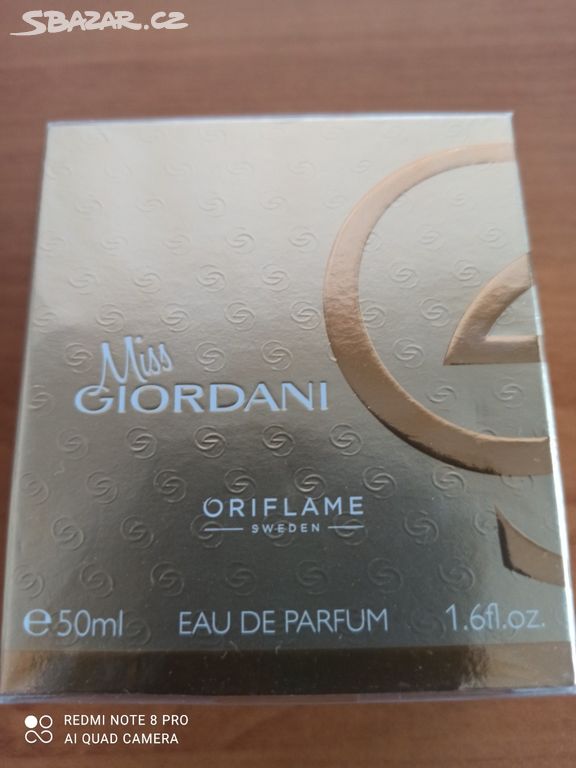 SBAZAR.CZ
Miss
GIORDANI
ORIFLAME
SWEDEN
e50ml EAU DE PARFUM 1.6fl.oz.
REDMI NOTE 8 PRO
AI QUAD CAMERA